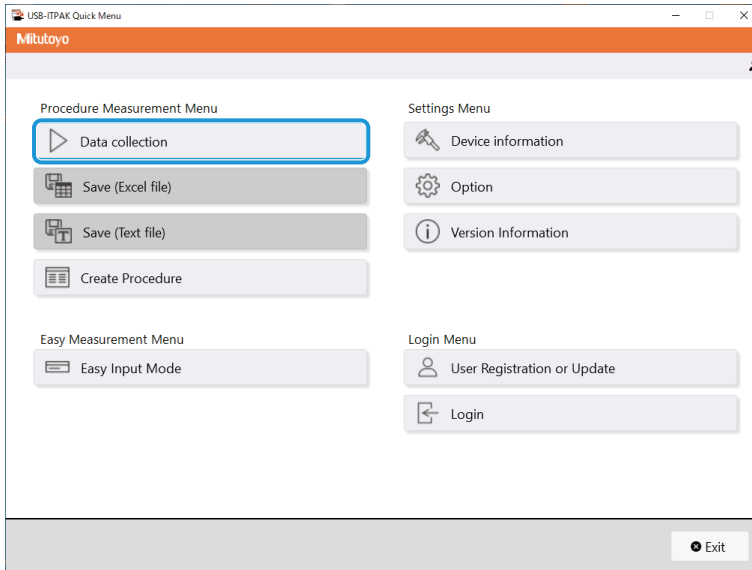 USB-ITPAK Quick Menu
Mitutoyo
Procedure Measurement Menu
Data collection
Save (Excel file)
Save (Text file)
Create Procedure
Easy Measurement Menu
Easy Input Mode
Settings Menu
Device information
Option
Version Information
Login Menu
User Registration or Update
Login
Exit